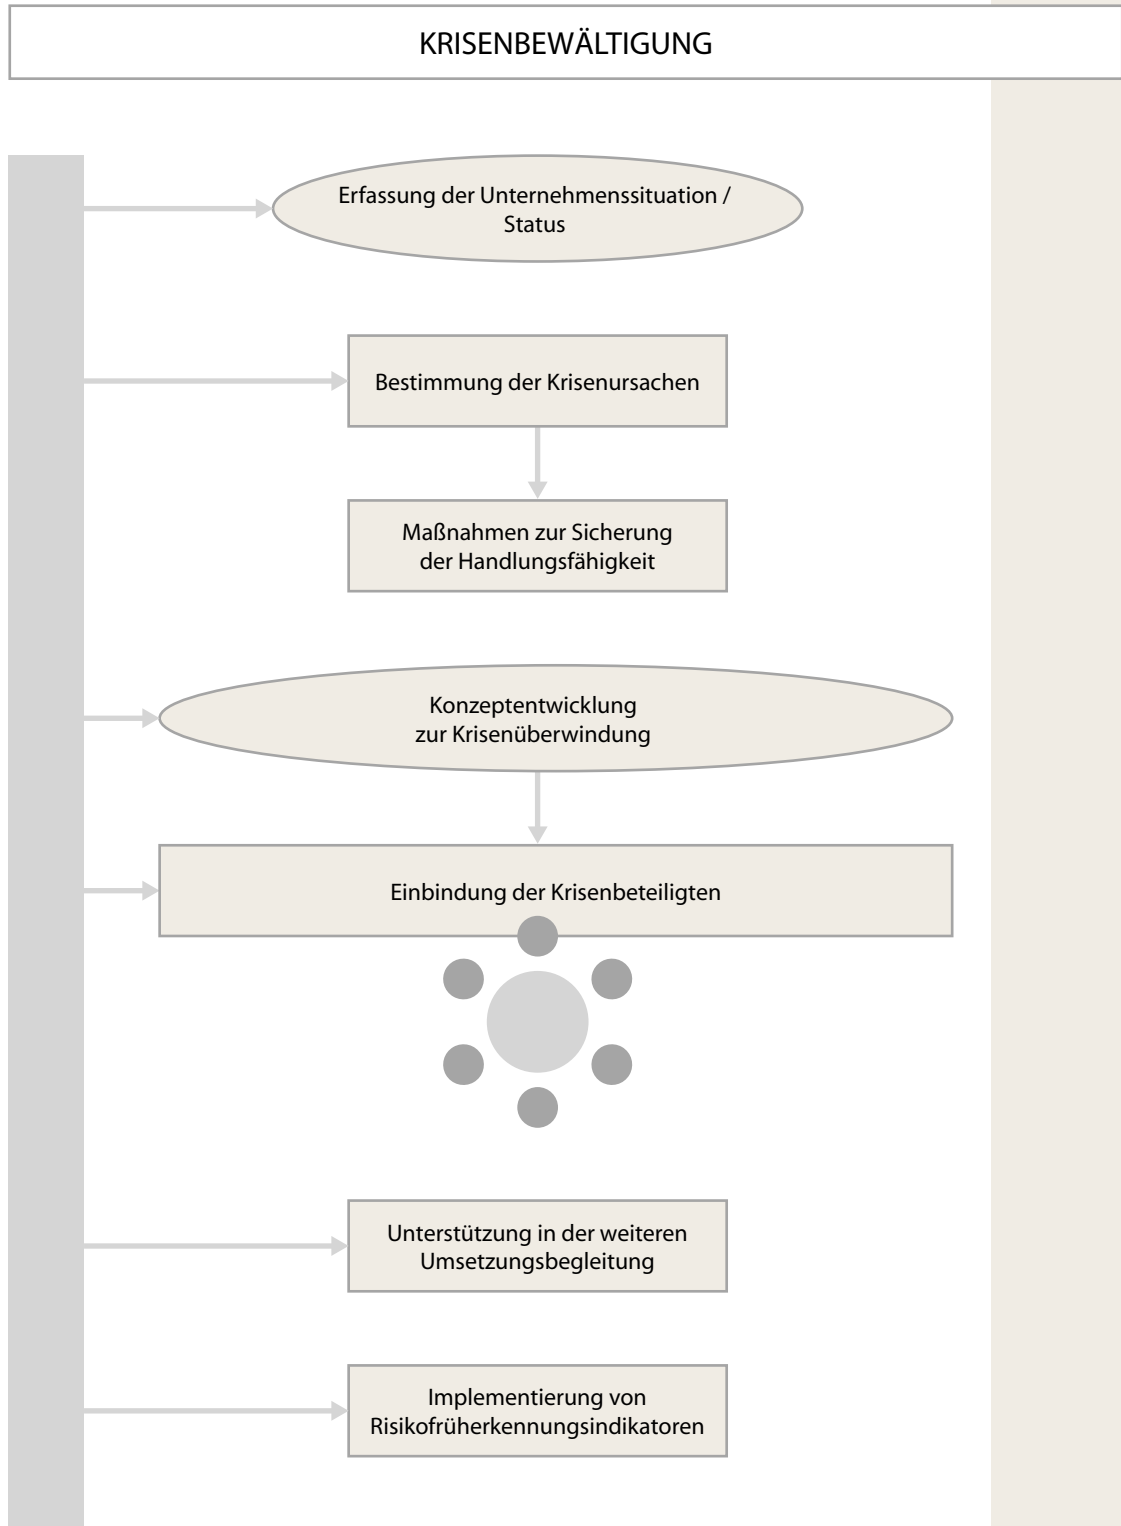 KRISENBEWÄLTIGUNG
Erfassung der Unternehmenssituation /
Status
Bestimmung der Krisenursachen
Maßnahmen zur Sicherung
der Handlungsfähigkeit
Konzeptentwicklung
zur Krisenüberwindung
Einbindung der Krisenbeteiligten
Unterstützung in der weiteren
Umsetzungsbegleitung
Implementierung von
Risikofrüherkennungsindikatoren